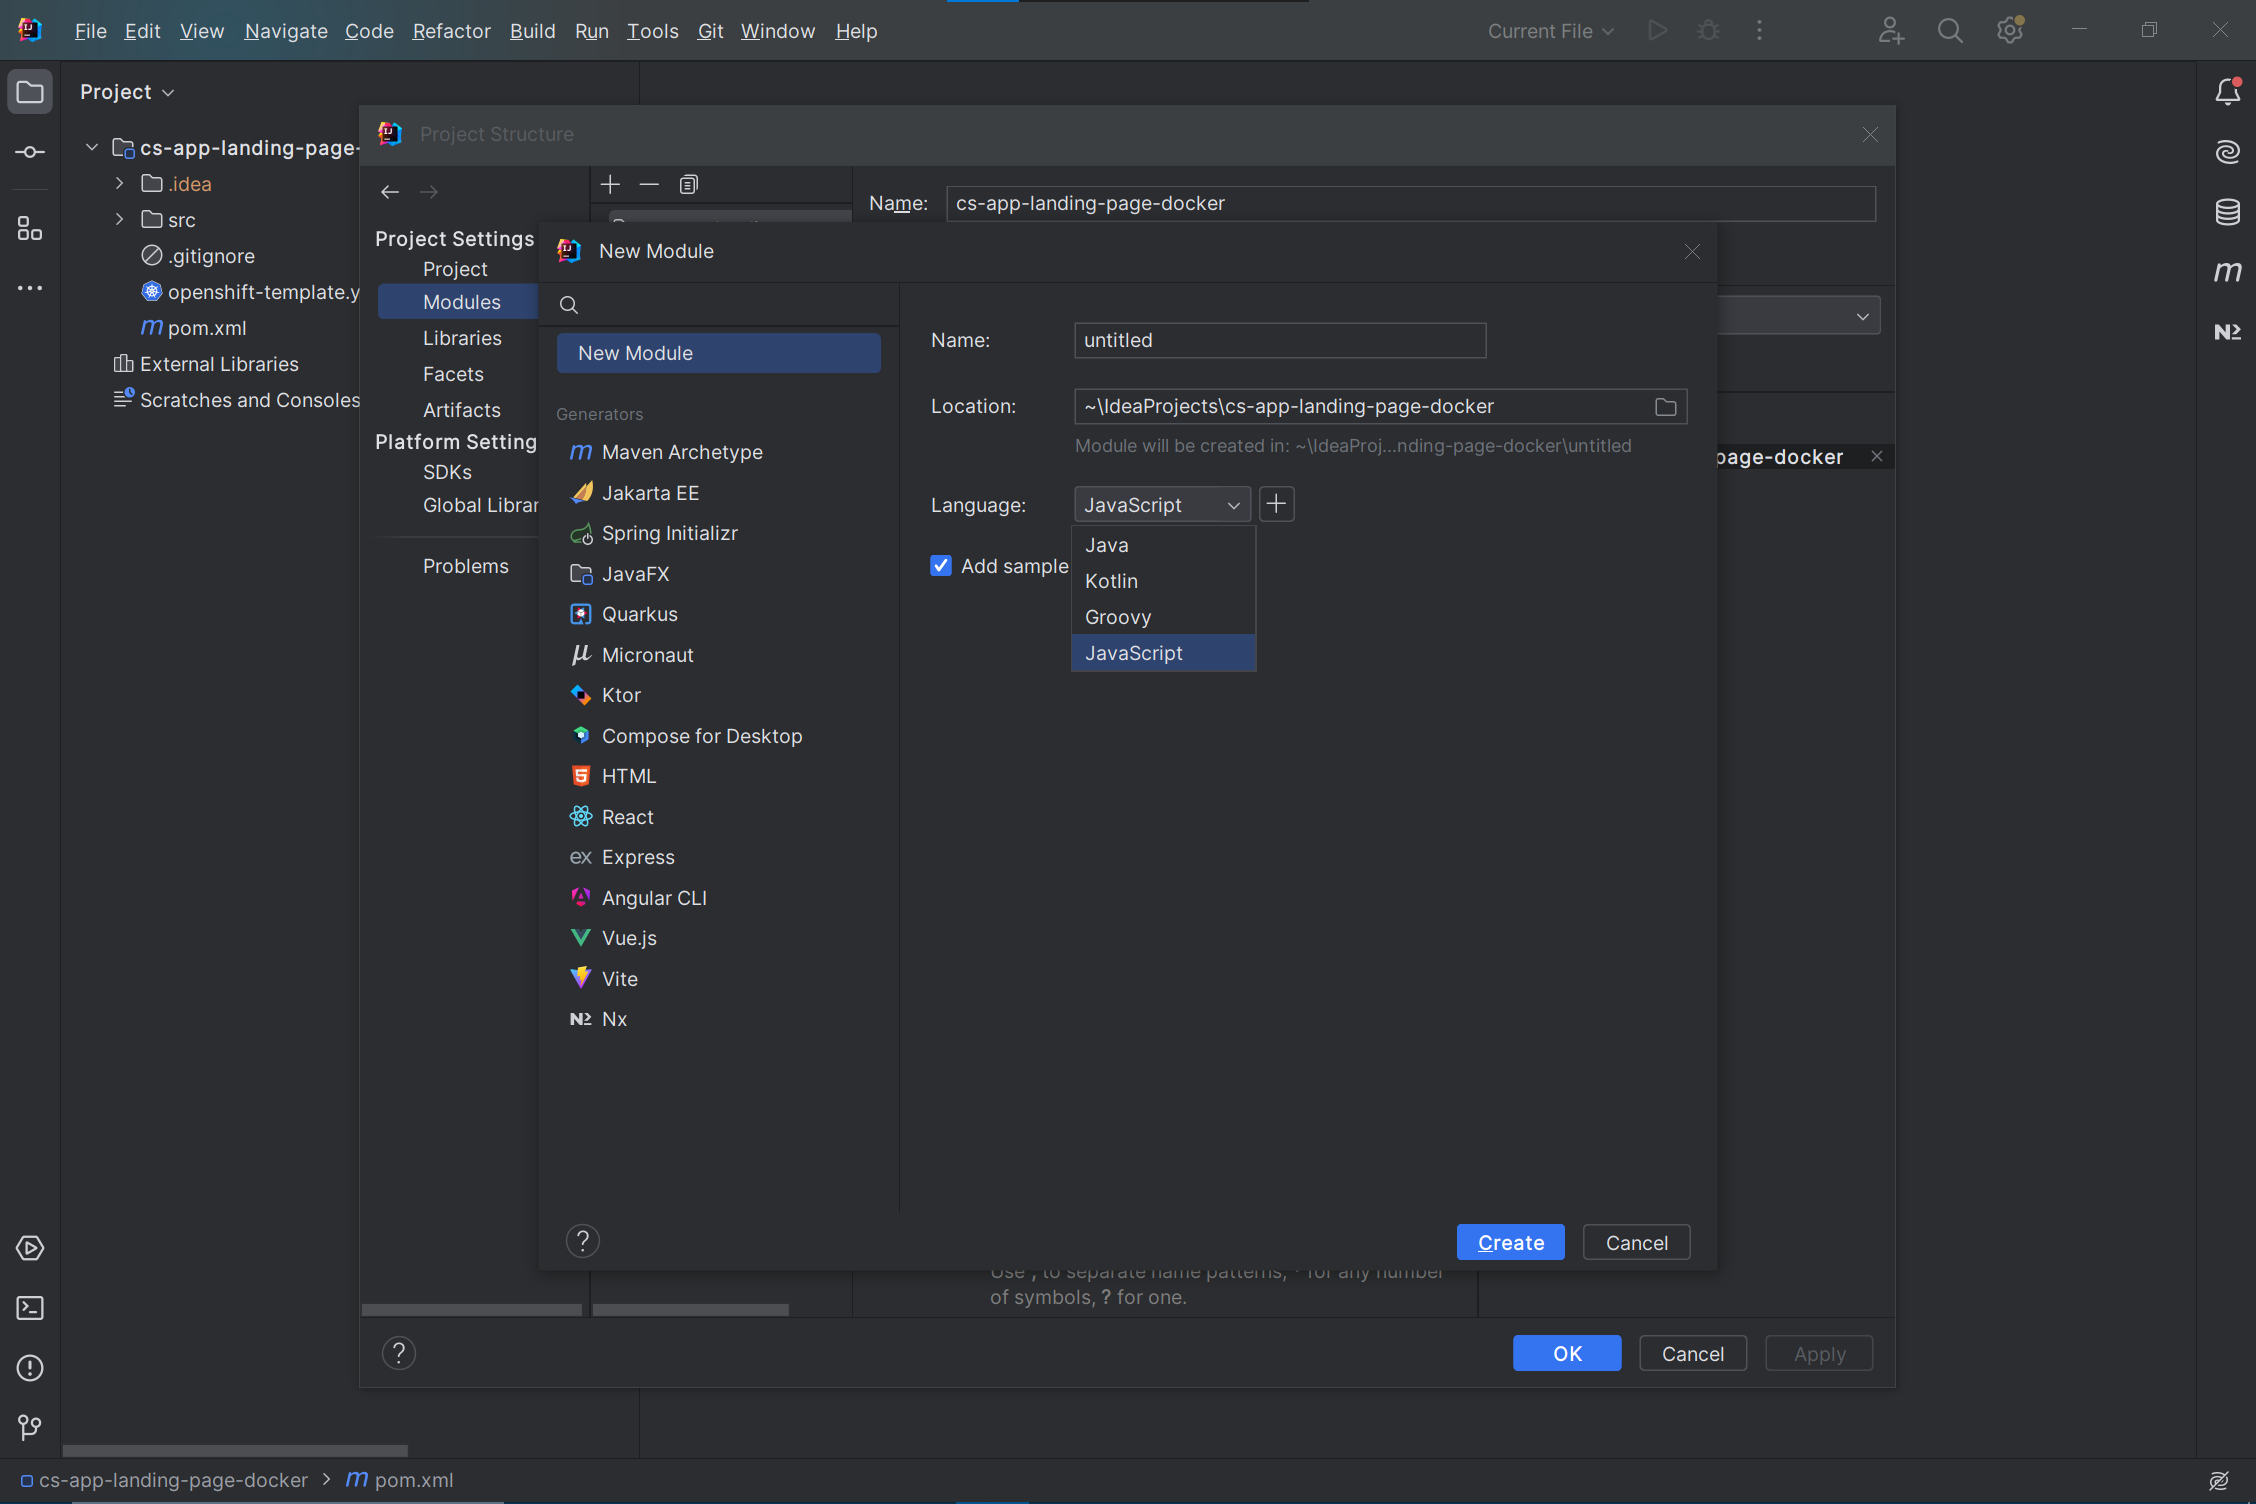 File Edit View Navigate Code Refactor Build Run Tools Git Window Help
Current File
Project
cs-app-landing-page-
.idea
src
.gitignore
openshift-template.y
pom.xml
External Libraries
Scratches and Consoles
Project Structure
Project Settings
Project
Modules
Libraries
Facets
Artifacts
Platform Setting
SDKs
Global Librar
Problems
Name: cs-app-landing-page-docker
page-docker
New Module
New Module
Generators
Maven Archetype
Jakarta EE
Spring Initializr
JavaFX
Quarkus
Micronaut
Ktor
Compose for Desktop
HTML
React
ex Express
Angular CLI
Vue.js
Vite
Nx
Name: untitled
Location: ~\IdeaProjects\cs-app-landing-page-docker
Module will be created in: ~\IdeaProj...nding-page-docker\untitled
Language: JavaScript
Java
Kotlin
Groovy
JavaScript
Add sample
? Create Cancel
Use ; to separate name patterns, * for any number
of symbols, ? for one.
? OK Cancel Apply
cs-app-landing-page-docker > pom.xml